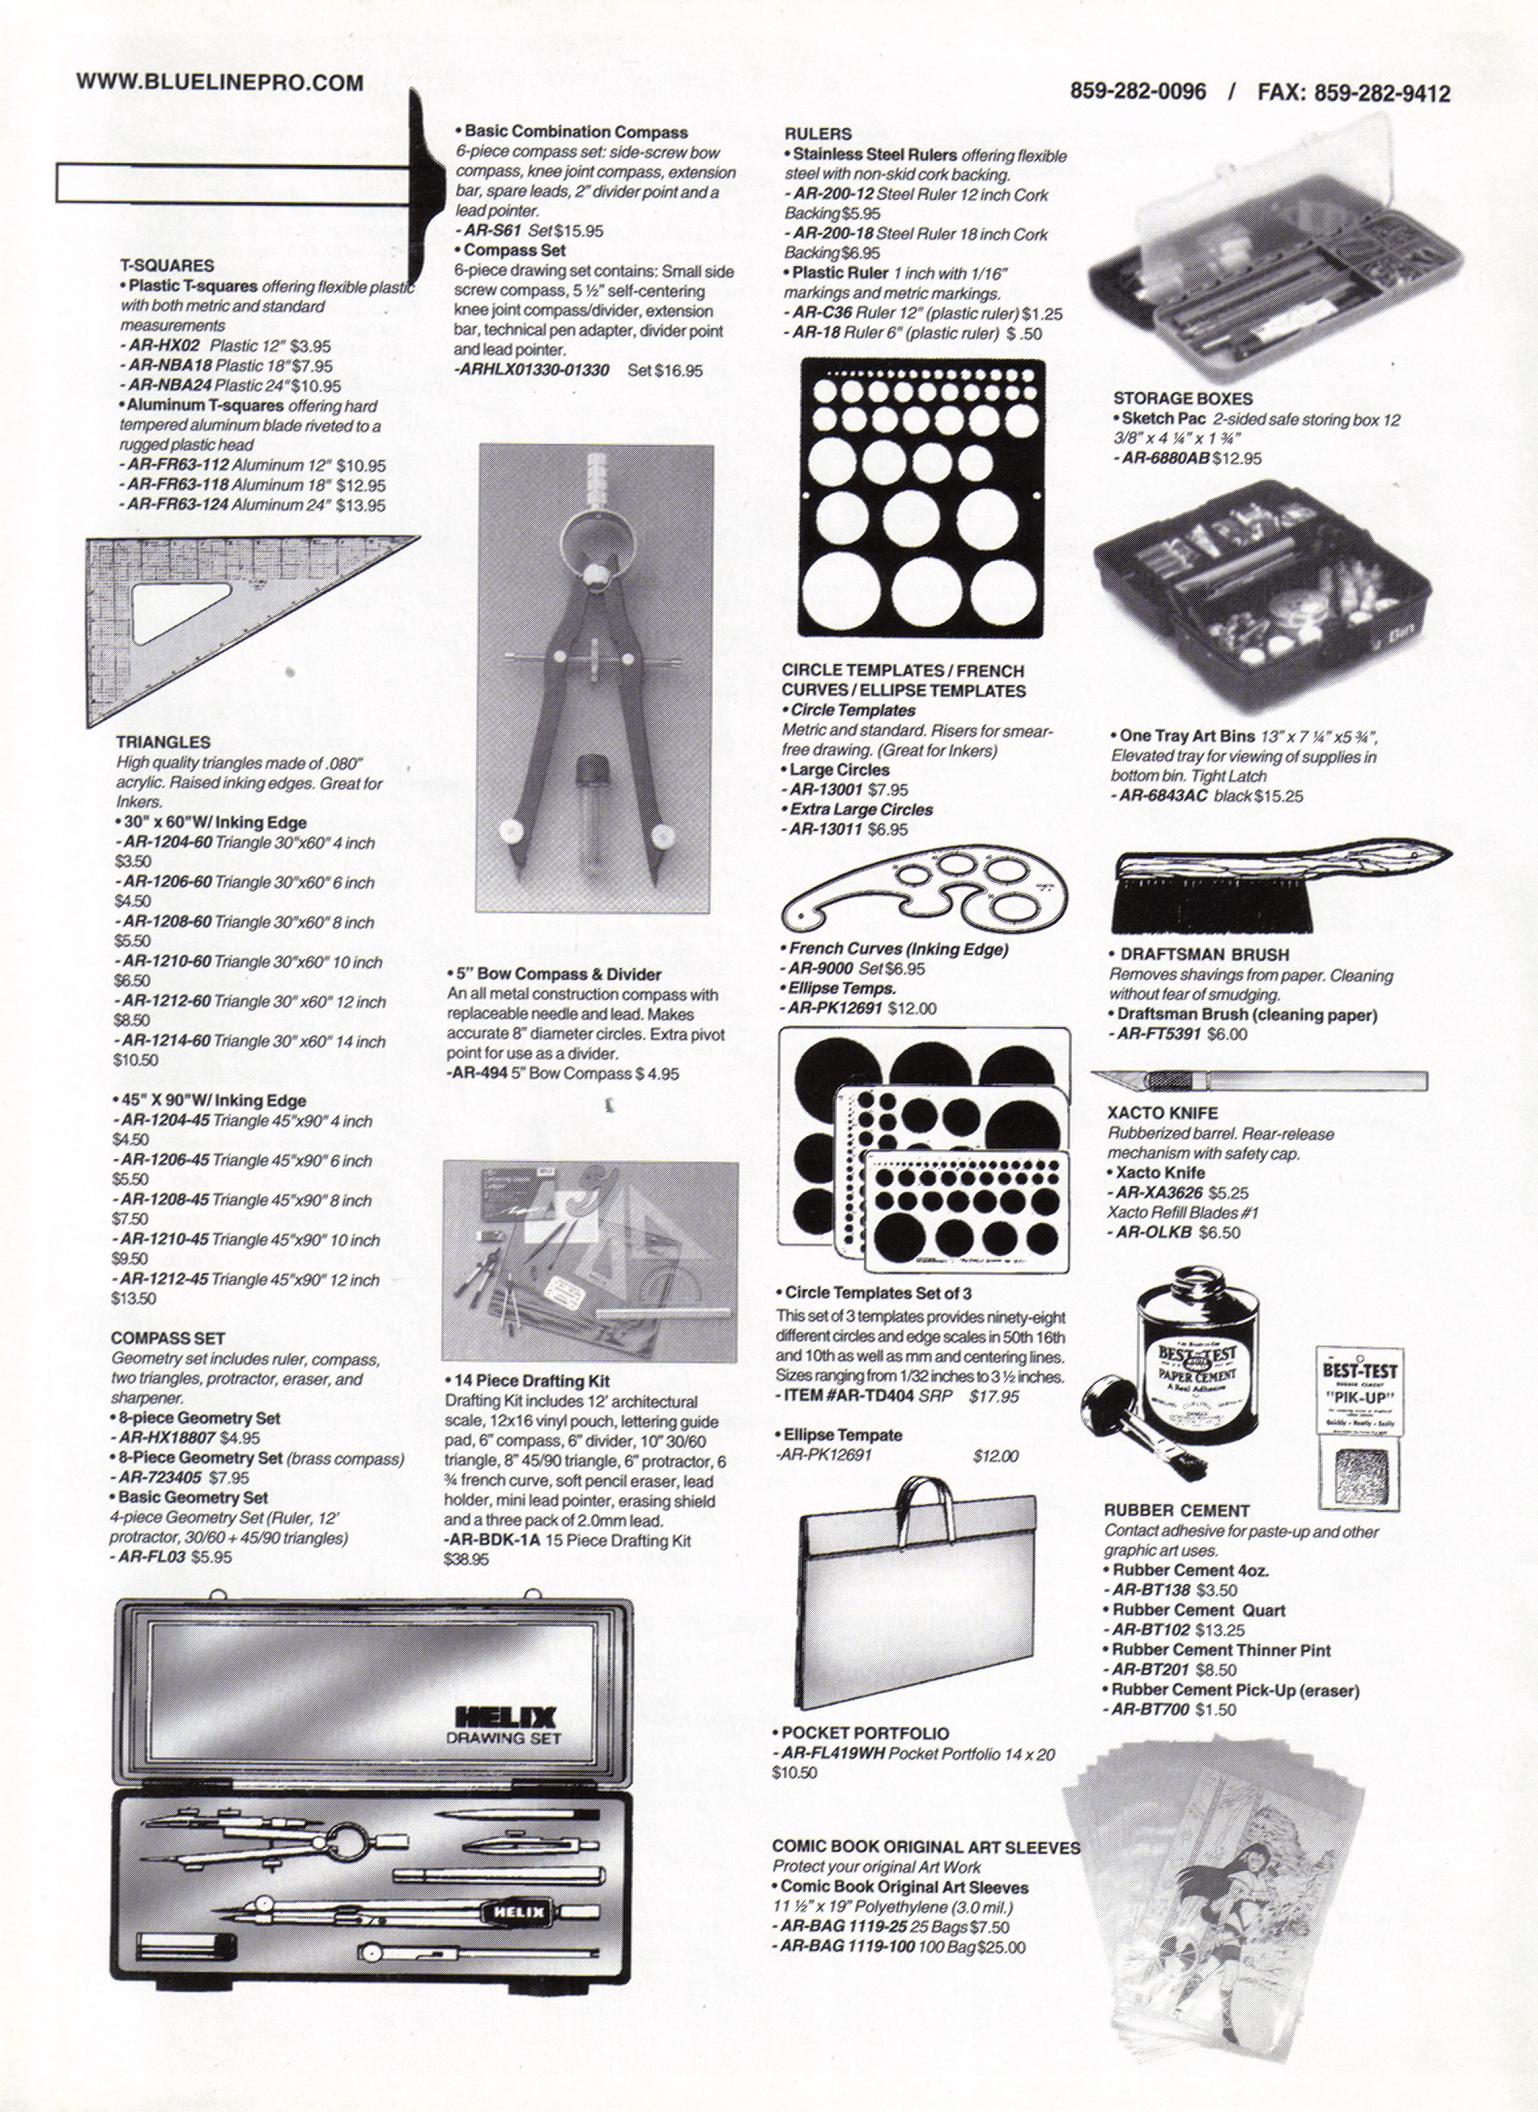 WWW.BLUELINEPRO.COM
859-282-0096 / FAX: 859-282-9412
T-SQUARES
• Plastic T-squares offering flexible plastic
with both metric and standard
measurements
- AR-HX02 Plastic 12" $3.95
- AR-NBA18 Plastic 18" $7.95
- AR-NBA24 Plastic 24" $10.95
• Aluminum T-squares offering hard
tempered aluminum blade riveted to a
rugged plastic head
- AR-FR63-112 Aluminum 12" $10.95
- AR-FR63-118 Aluminum 18" $12.95
- AR-FR63-124 Aluminum 24" $13.95
TRIANGLES
High quality triangles made of .080"
acrylic. Raised inking edges. Great for
Inkers.
• 30" x 60"W/ Inking Edge
- AR-1204-60 Triangle 30"x60" 4 inch
$3.50
- AR-1206-60 Triangle 30"x60" 6 inch
$4.50
- AR-1208-60 Triangle 30"x60" 8 inch
$5.50
- AR-1210-60 Triangle 30"x60" 10 inch
$6.50
- AR-1212-60 Triangle 30" x60" 12 inch
$8.50
- AR-1214-60 Triangle 30" x60" 14 inch
$10.50
• 45" X 90"W/ Inking Edge
- AR-1204-45 Triangle 45"x90" 4 inch
$4.50
- AR-1206-45 Triangle 45"x90" 6 inch
$5.50
- AR-1208-45 Triangle 45"x90" 8 inch
$7.50
- AR-1210-45 Triangle 45"x90" 10 inch
$9.50
- AR-1212-45 Triangle 45"x90" 12 inch
$13.50
COMPASS SET
Geometry set includes ruler, compass,
two triangles, protractor, eraser, and
sharpener.
• 8-piece Geometry Set
- AR-HX18807 $4.95
• 8-Piece Geometry Set (brass compass)
- AR-723405 $7.95
• Basic Geometry Set
4-piece Geometry Set (Ruler, 12'
protractor, 30/60 + 45/90 triangles)
- AR-FL03 $5.95
HELIX
DRAWING SET
HELIX
• Basic Combination Compass
6-piece compass set: side-screw bow
compass, knee joint compass, extension
bar, spare leads, 2" divider point and a
lead pointer.
- AR-S61 Set $15.95
• Compass Set
6-piece drawing set contains: Small side
screw compass, 5 ½" self-centering
knee joint compass/divider, extension
bar, technical pen adapter, divider point
and lead pointer.
-ARHLX01330-01330 Set $16.95
• 5" Bow Compass & Divider
An all metal construction compass with
replaceable needle and lead. Makes
accurate 8" diameter circles. Extra pivot
point for use as a divider.
-AR-494 5" Bow Compass $ 4.95
• 14 Piece Drafting Kit
Drafting Kit includes 12' architectural
scale, 12x16 vinyl pouch, lettering guide
pad, 6" compass, 6" divider, 10" 30/60
triangle, 8" 45/90 triangle, 6" protractor, 6
¾ french curve, soft pencil eraser, lead
holder, mini lead pointer, erasing shield
and a three pack of 2.0mm lead.
-AR-BDK-1A 15 Piece Drafting Kit
$38.95
RULERS
• Stainless Steel Rulers offering flexible
steel with non-skid cork backing.
- AR-200-12 Steel Ruler 12 inch Cork
Backing $5.95
- AR-200-18 Steel Ruler 18 inch Cork
Backing $6.95
• Plastic Ruler 1 inch with 1/16"
markings and metric markings.
- AR-C36 Ruler 12" (plastic ruler) $1.25
- AR-18 Ruler 6" (plastic ruler) $ .50
CIRCLE TEMPLATES / FRENCH
CURVES / ELLIPSE TEMPLATES
• Circle Templates
Metric and standard. Risers for smear-
free drawing. (Great for Inkers)
• Large Circles
- AR-13001 $7.95
• Extra Large Circles
- AR-13011 $6.95
• French Curves (Inking Edge)
- AR-9000 Set $6.95
• Ellipse Temps.
- AR-PK12691 $12.00
• Circle Templates Set of 3
This set of 3 templates provides ninety-eight
different circles and edge scales in 50th 16th
and 10th as well as mm and centering lines.
Sizes ranging from 1/32 inches to 3 ½ inches.
- ITEM #AR-TD404 SRP $17.95
• Ellipse Tempate
-AR-PK12691 $12.00
• POCKET PORTFOLIO
- AR-FL419WH Pocket Portfolio 14 x 20
$10.50
COMIC BOOK ORIGINAL ART SLEEVES
Protect your original Art Work
• Comic Book Original Art Sleeves
11 ½" x 19" Polyethylene (3.0 mil.)
- AR-BAG 1119-25 25 Bags $7.50
- AR-BAG 1119-100 100 Bag $25.00
STORAGE BOXES
• Sketch Pac 2-sided safe storing box 12
3/8" x 4 ¼" x 1 ¾"
- AR-6880AB $12.95
Bin
• One Tray Art Bins 13" x 7 ¼" x5 ¾",
Elevated tray for viewing of supplies in
bottom bin. Tight Latch
- AR-6843AC black $15.25
• DRAFTSMAN BRUSH
Removes shavings from paper. Cleaning
without fear of smudging.
• Draftsman Brush (cleaning paper)
- AR-FT5391 $6.00
XACTO KNIFE
Rubberized barrel. Rear-release
mechanism with safety cap.
• Xacto Knife
- AR-XA3626 $5.25
Xacto Refill Blades #1
- AR-OLKB $6.50
BEST-TEST
PAPER CEMENT
A Real Adhesive
BEST-TEST
RUBBER CEMENT
"PIK-UP"
Quickly - Neatly - Easily
RUBBER CEMENT
Contact adhesive for paste-up and other
graphic art uses.
• Rubber Cement 4oz.
- AR-BT138 $3.50
• Rubber Cement Quart
- AR-BT102 $13.25
• Rubber Cement Thinner Pint
- AR-BT201 $8.50
• Rubber Cement Pick-Up (eraser)
- AR-BT700 $1.50